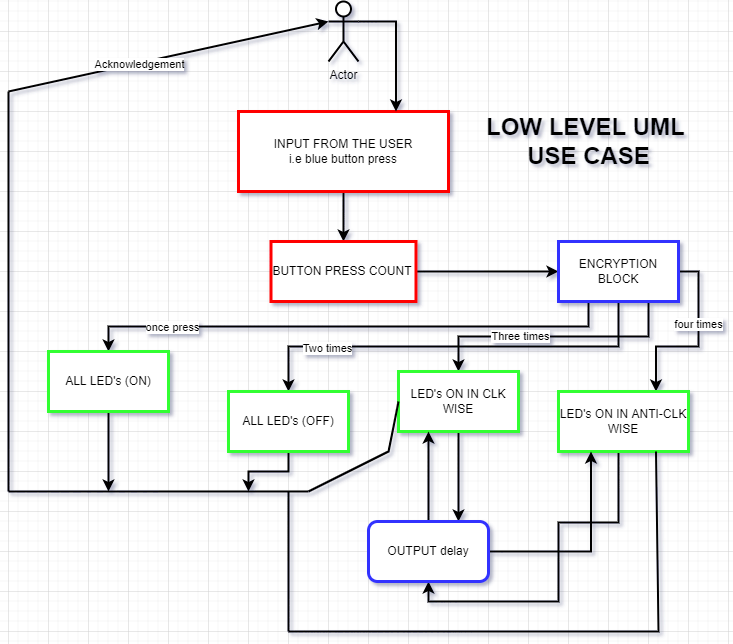 Acknowledgement
Actor
LOW LEVEL UML
USE CASE
INPUT FROM THE USER
i.e blue button press
BUTTON PRESS COUNT
ENCRYPTION
BLOCK
once press
Two times
Three times
four times
ALL LED's (ON)
ALL LED's (OFF)
LED's ON IN CLK
WISE
LED's ON IN ANTI-CLK
WISE
OUTPUT delay